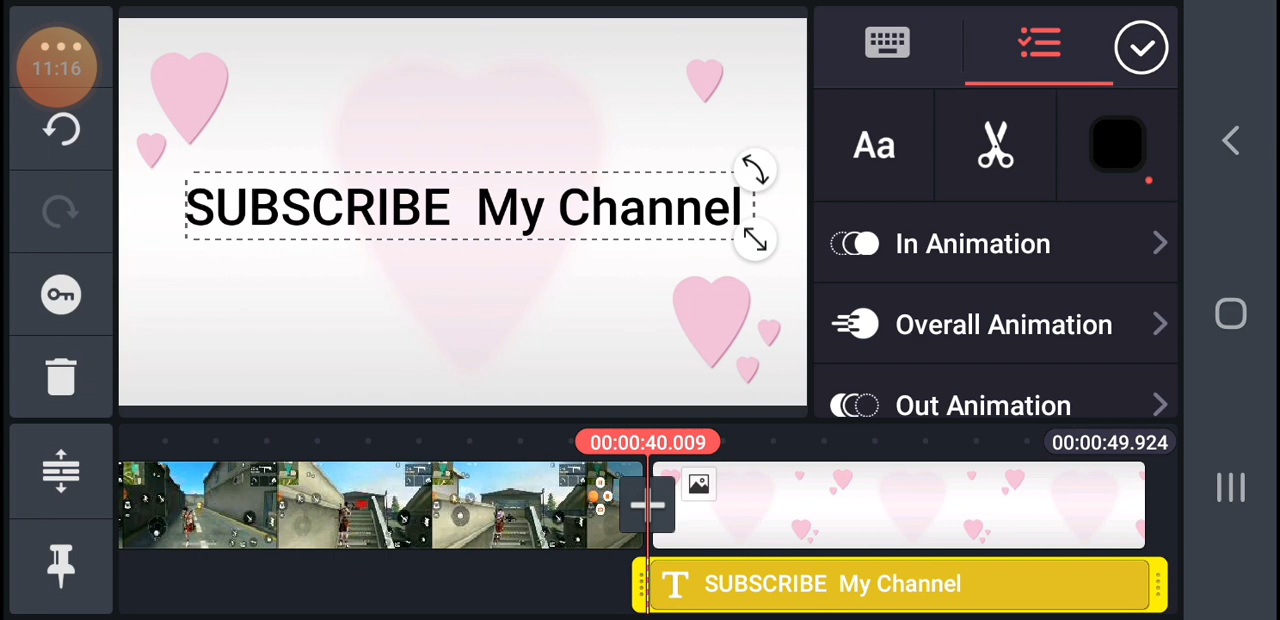 11:16
SUBSCRIBE  My Channel
Aa
In Animation
Overall Animation
Out Animation
00:00:40.009
00:00:49.924
T SUBSCRIBE  My Channel